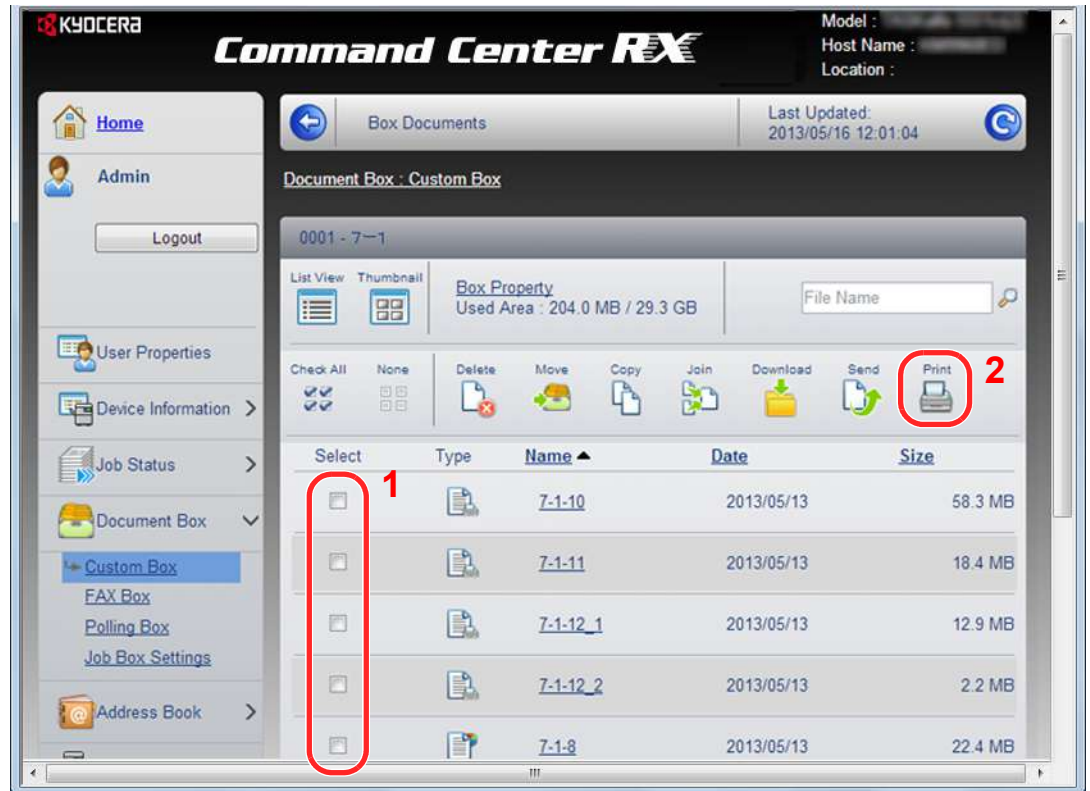 KYOCERA
Command Center RX
Model :
Host Name :
Location :
Home
Admin
Logout
User Properties
Device Information
Job Status
Document Box
Custom Box
FAX Box
Polling Box
Job Box Settings
Address Book
Box Documents
Last Updated:
2013/05/16 12:01:04
Document Box : Custom Box
0001 - 7ー1
List View Thumbnail
Box Property
Used Area : 204.0 MB / 29.3 GB
File Name
Check All None Delete Move Copy Join Download Send Print
2
Select Type Name Date Size
1
7-1-10 2013/05/13 58.3 MB
7-1-11 2013/05/13 18.4 MB
7-1-12_1 2013/05/13 12.9 MB
7-1-12_2 2013/05/13 2.2 MB
7-1-8 2013/05/13 22.4 MB